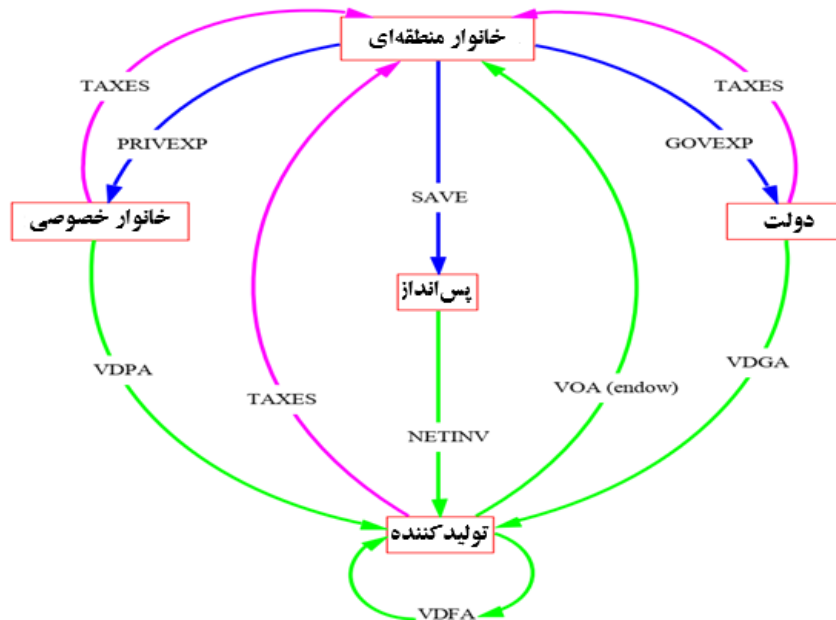 خانوار منطقه‌ای
TAXES
TAXES
PRIVEXP
GOVEXP
SAVE
خانوار خصوصی
دولت
پس‌انداز
VDPA
VDGA
TAXES
VOA (endow)
NETINV
تولیدکننده
VDFA